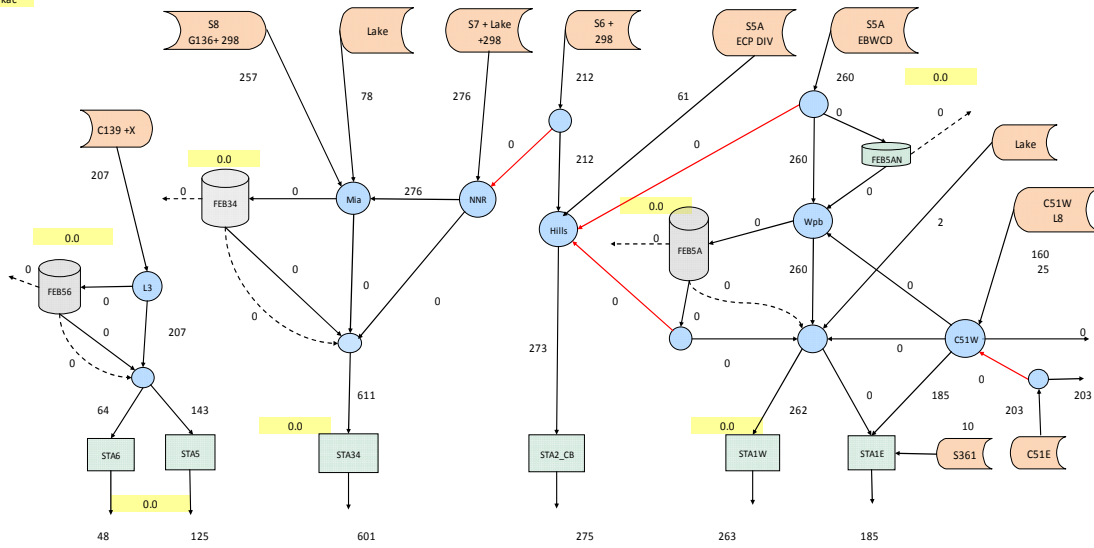 kac
S8
G136+ 298
Lake
S7 + Lake
+298
S6 +
298
S5A
ECP DIV
S5A
EBWCD
257
78
276
212
61
260
0.0
0
0
C139 +X
0
0
Lake
212
260
FEB5AN
207
0.0
0
0
276
0
C51W
L8
FEB34
Mia
NNR
0.0
Hills
0
Wpb
2
0.0
0
FEB5A
260
160
25
0
FEB56
L3
0
0
0
0
0
0
0
0
0
0
207
0
0
C51W
0
0
273
0
0
0
203
203
64
143
611
262
0
185
10
0.0
0.0
STA6
STA5
STA34
STA2_CB
STA1W
STA1E
S361
C51E
0.0
48
125
601
275
263
185